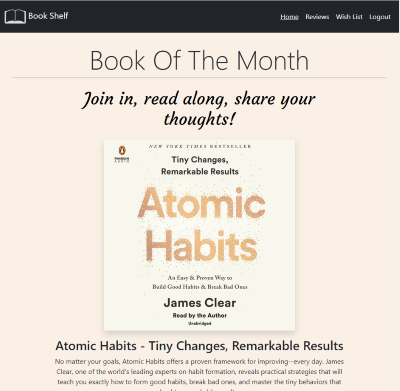 Book Shelf
Home Reviews Wish List Logout
Book Of The Month
Join in, read along, share your
thoughts!
NEW YORK TIMES BESTSELLER
PENGUIN
AUDIO
Tiny Changes,
Remarkable Results
Atomic
Habits
An Easy & Proven Way to
Build Good Habits & Break Bad Ones
James Clear
Read by the Author
Unabridged
Atomic Habits - Tiny Changes, Remarkable Results
No matter your goals, Atomic Habits offers a proven framework for improving--every day. James
Clear, one of the world's leading experts on habit formation, reveals practical strategies that will
teach you exactly how to form good habits, break bad ones, and master the tiny behaviors that